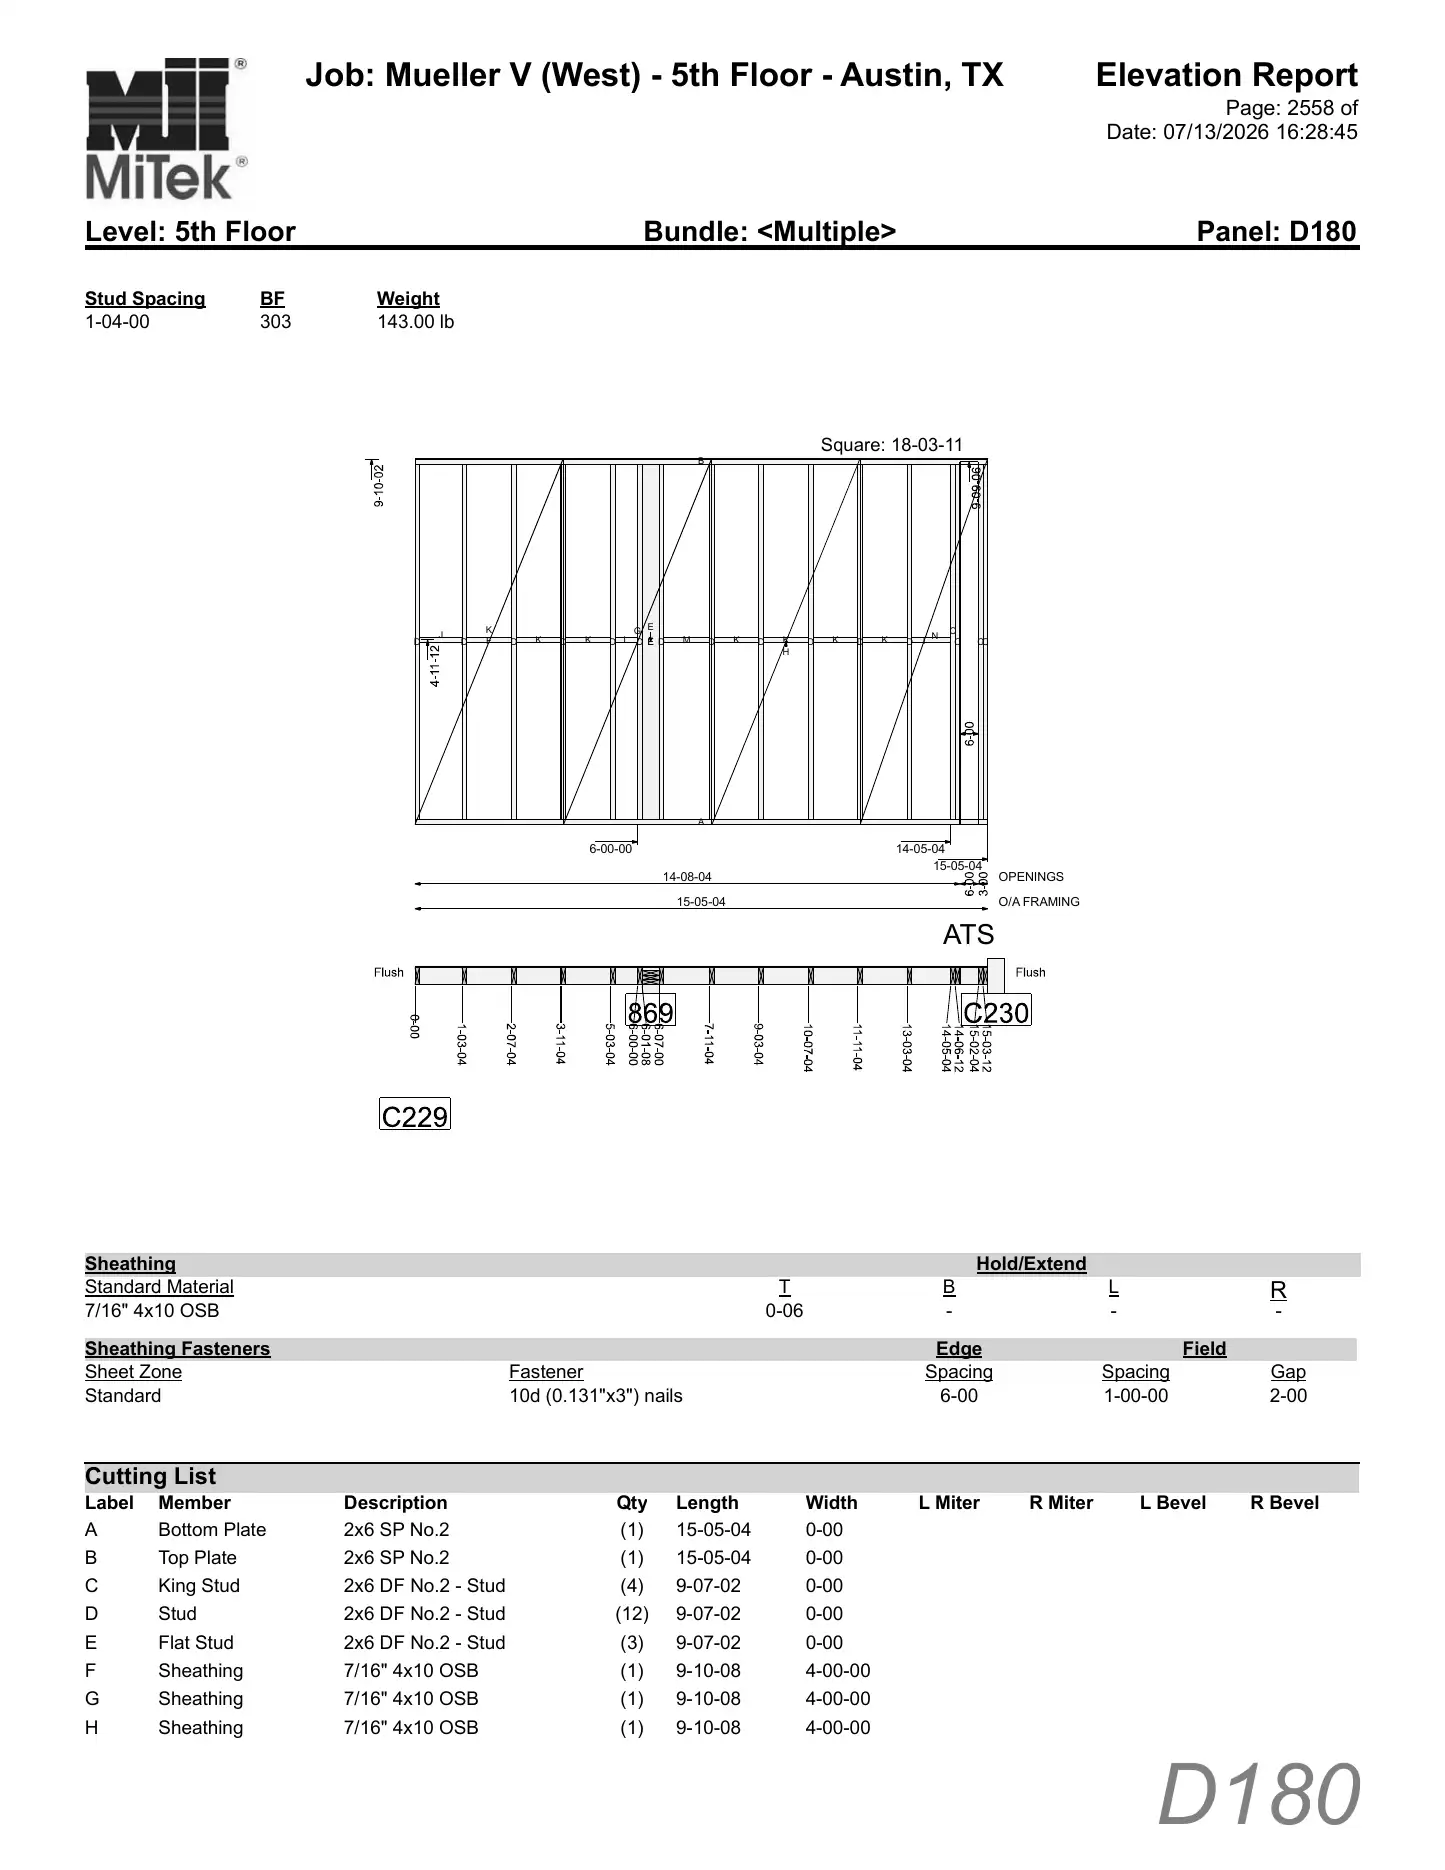 Job: Mueller V (West) - 5th Floor - Austin, TX
Elevation Report
Page: 2558 of
Date: 07/13/2026 16:28:45
MiTek®
Level: 5th Floor Bundle: <Multiple> Panel: D180
Stud Spacing BF Weight
1-04-00 303 143.00 lb
Square: 18-03-11
9-10-02
B
J K K K G E M K H K K N C
4-11-12
6-00
A
6-00-00 14-05-04
15-05-04
14-08-04 6-00 3-00 OPENINGS
15-05-04 O/A FRAMING
ATS
Flush Flush
869 C230
0-00 1-03-04 2-07-04 3-11-04 5-03-04 6-00-00 6-01-08 6-07-00 7-11-04 9-03-04 10-07-04 11-11-04 13-03-04 14-05-04 14-06-12 15-02-04 15-03-12
C229
Sheathing Hold/Extend
Standard Material T B L R
7/16" 4x10 OSB 0-06 - - -
Sheathing Fasteners Edge Field
Sheet Zone Fastener Spacing Spacing Gap
Standard 10d (0.131"x3") nails 6-00 1-00-00 2-00
Cutting List
Label Member Description Qty Length Width L Miter R Miter L Bevel R Bevel
A Bottom Plate 2x6 SP No.2 (1) 15-05-04 0-00
B Top Plate 2x6 SP No.2 (1) 15-05-04 0-00
C King Stud 2x6 DF No.2 - Stud (4) 9-07-02 0-00
D Stud 2x6 DF No.2 - Stud (12) 9-07-02 0-00
E Flat Stud 2x6 DF No.2 - Stud (3) 9-07-02 0-00
F Sheathing 7/16" 4x10 OSB (1) 9-10-08 4-00-00
G Sheathing 7/16" 4x10 OSB (1) 9-10-08 4-00-00
H Sheathing 7/16" 4x10 OSB (1) 9-10-08 4-00-00
D180